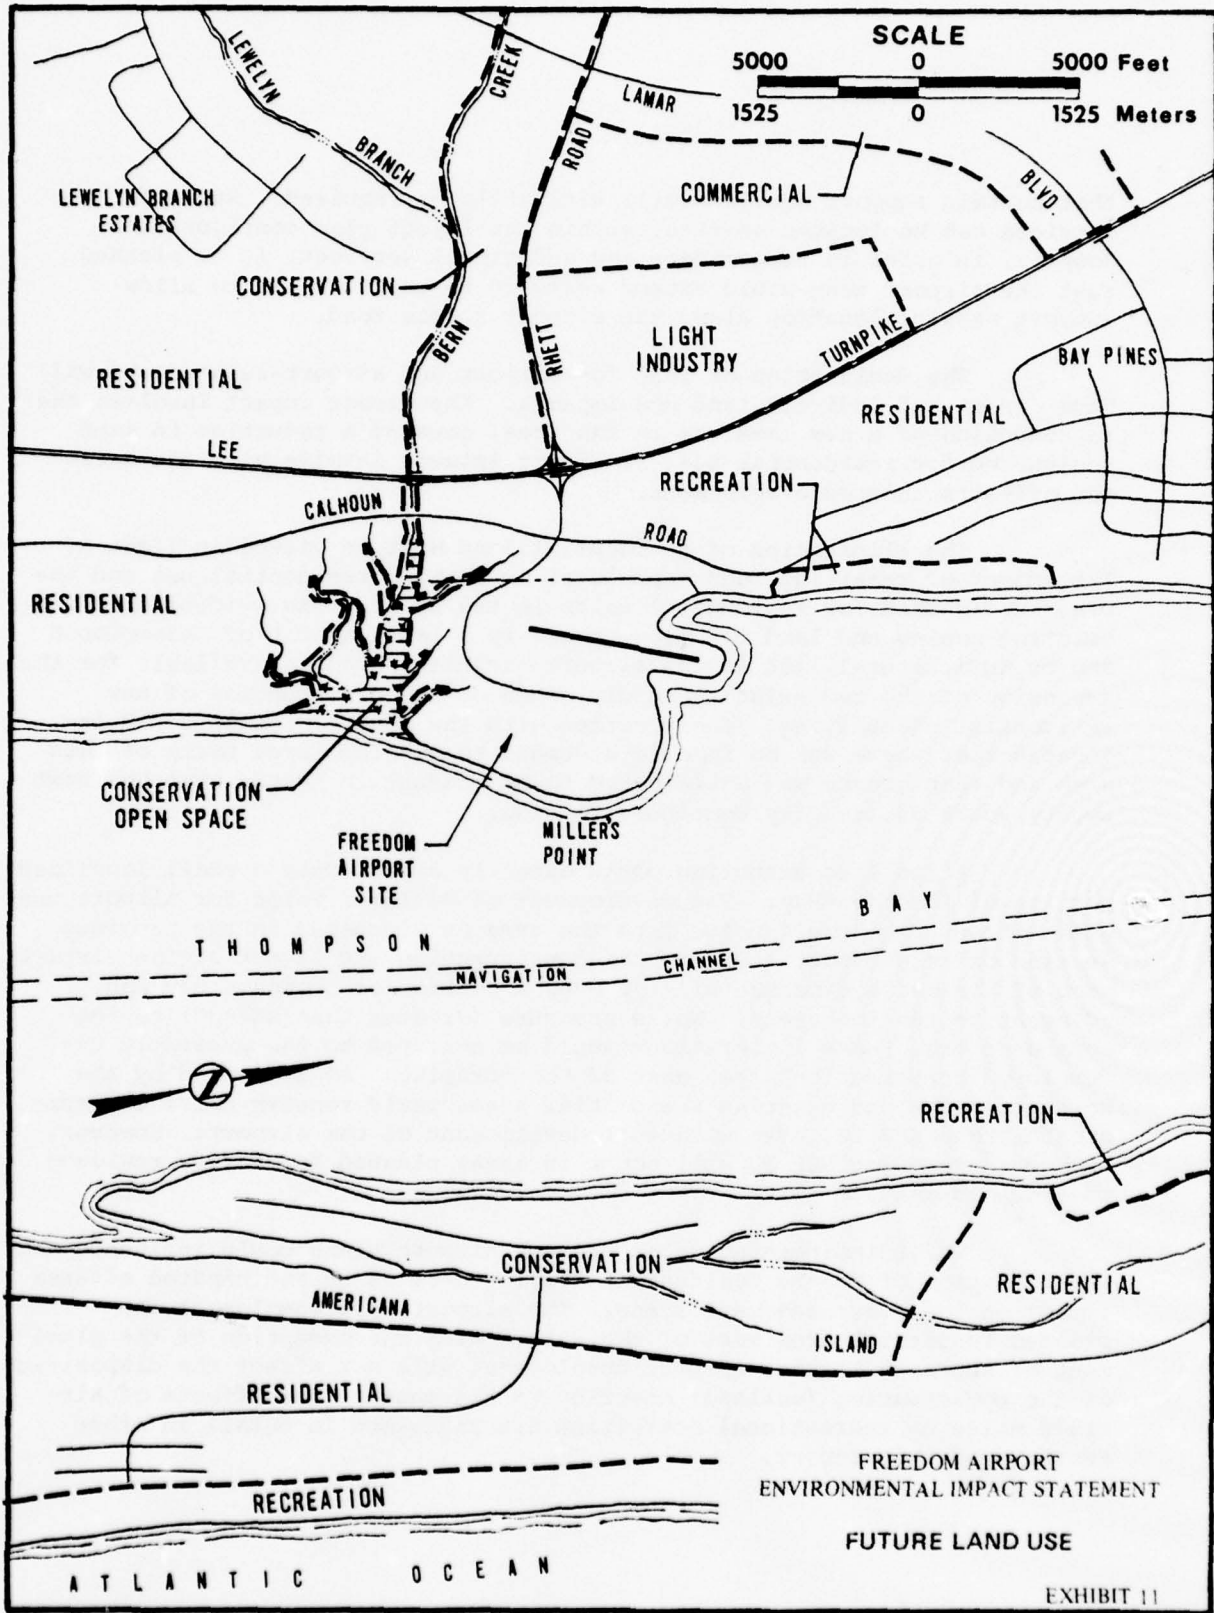 SCALE
5000 0 5000 Feet
1525 0 1525 Meters
LEWELYN
BRANCH
CREEK
BERN
LAMAR
BLVD.
ROAD
RHETT
COMMERCIAL
LEWELYN BRANCH
ESTATES
CONSERVATION
LIGHT
INDUSTRY
TURNPIKE
BAY PINES
RESIDENTIAL
RESIDENTIAL
LEE
RECREATION
CALHOUN
ROAD
RESIDENTIAL
CONSERVATION
OPEN SPACE
FREEDOM
AIRPORT
SITE
MILLER'S
POINT
THOMPSON BAY
NAVIGATION CHANNEL
N
RECREATION
CONSERVATION
RESIDENTIAL
AMERICANA ISLAND
RESIDENTIAL
RECREATION
ATLANTIC OCEAN
FREEDOM AIRPORT
ENVIRONMENTAL IMPACT STATEMENT
FUTURE LAND USE
EXHIBIT 11